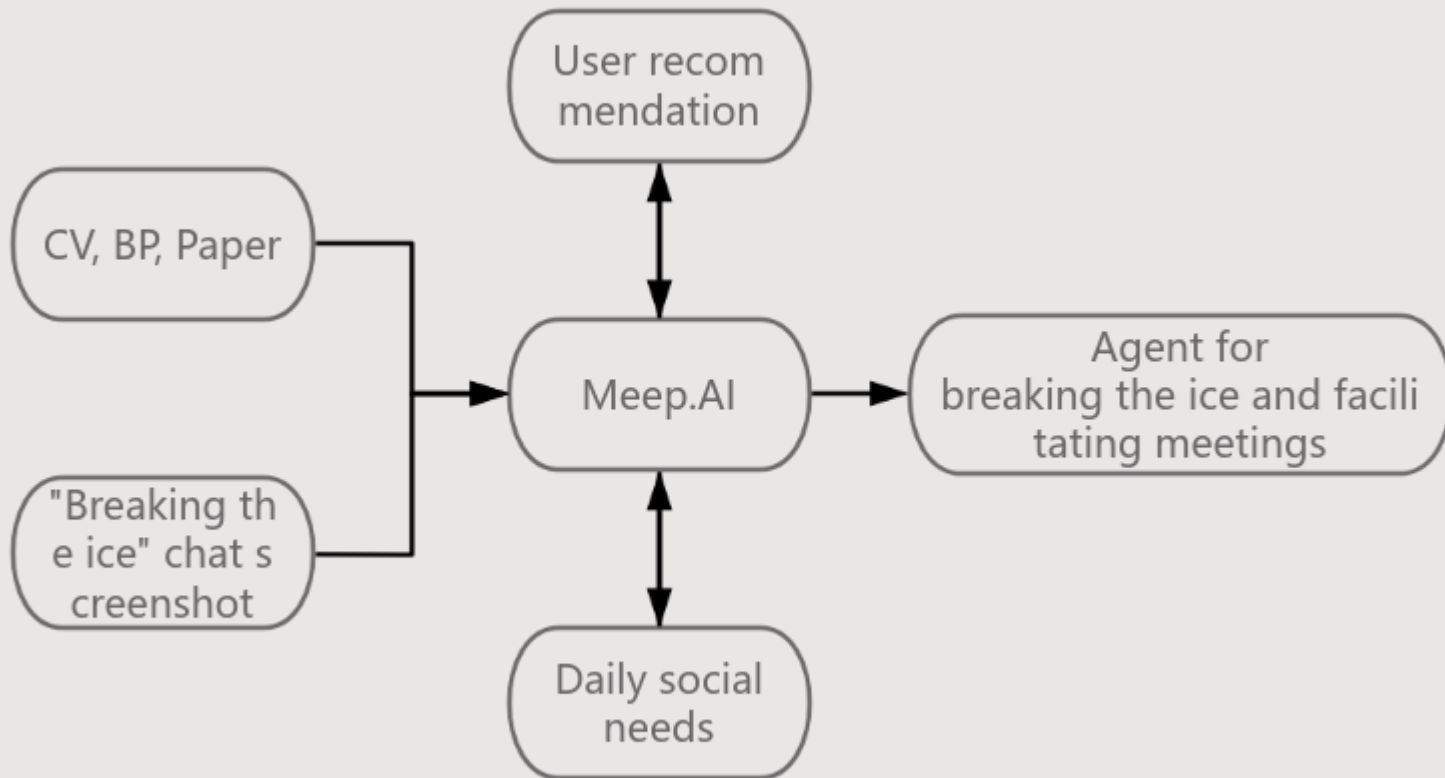 User recom
mendation
CV, BP, Paper
Meep.AI
Agent for
breaking the ice and facili
tating meetings
"Breaking th
e ice" chat s
creenshot
Daily social
needs